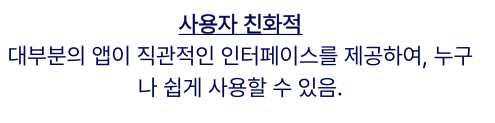 사용자 친화적
대부분의 앱이 직관적인 인터페이스를 제공하여, 누구
나 쉽게 사용할 수 있음.